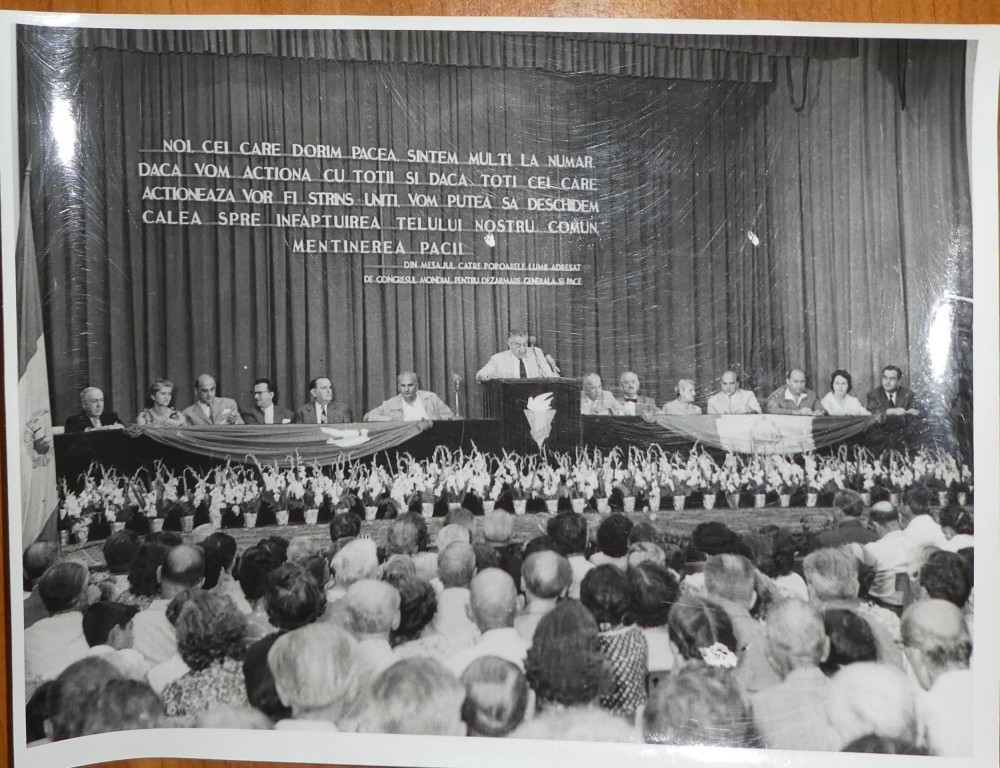 NOI, CEI CARE DORIM PACEA, SINTEM MULTI LA NUMAR.
DACA VOM ACTIONA CU TOTII SI DACA TOTI CEI CARE
ACTIONEAZA VOR FI STRINS UNITI, VOM PUTEA SA DESCHIDEM
CALEA SPRE INFAPTUIREA TELULUI NOSTRU COMUN,
MENTINEREA PACII
DIN MESAJUL CATRE POPOARELE LUMII ADRESAT
DE CONGRESUL MONDIAL PENTRU DEZARMARE GENERALA SI PACE